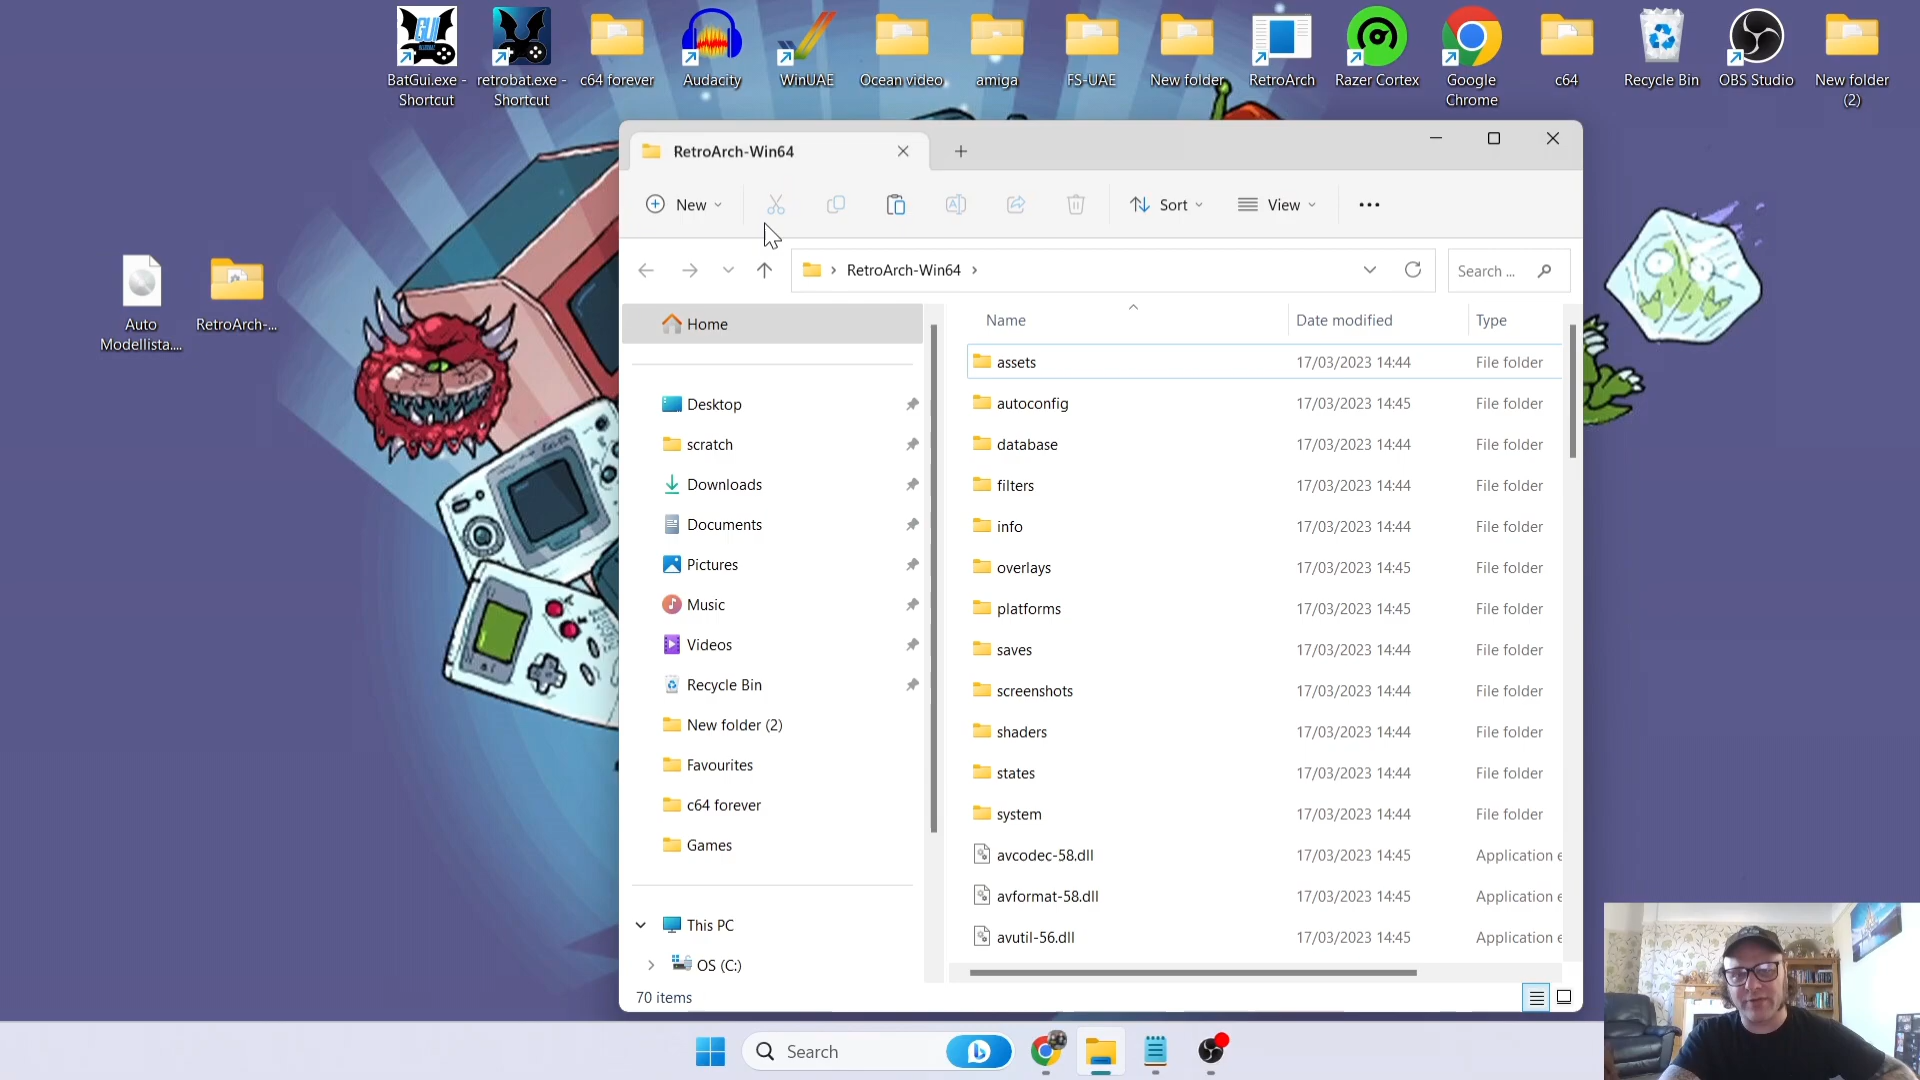 BatGui.exe -
Shortcut
retrobat.exe -
Shortcut
c64 forever
Audacity
WinUAE
Ocean video
amiga
FS-UAE
New folder
RetroArch
Razer Cortex
Google
Chrome
c64
Recycle Bin
OBS Studio
New folder
(2)
Auto
Modellista....
RetroArch-...
RetroArch-Win64
New
Sort
View
RetroArch-Win64
Search ...
Home
Desktop
scratch
Downloads
Documents
Pictures
Music
Videos
Recycle Bin
New folder (2)
Favourites
c64 forever
Games
This PC
OS (C:)
Name Date modified Type
assets 17/03/2023 14:44 File folder
autoconfig 17/03/2023 14:45 File folder
database 17/03/2023 14:44 File folder
filters 17/03/2023 14:44 File folder
info 17/03/2023 14:44 File folder
overlays 17/03/2023 14:45 File folder
platforms 17/03/2023 14:45 File folder
saves 17/03/2023 14:44 File folder
screenshots 17/03/2023 14:44 File folder
shaders 17/03/2023 14:44 File folder
states 17/03/2023 14:44 File folder
system 17/03/2023 14:44 File folder
avcodec-58.dll 17/03/2023 14:45 Application e
avformat-58.dll 17/03/2023 14:45 Application e
avutil-56.dll 17/03/2023 14:45 Application e
70 items
Search